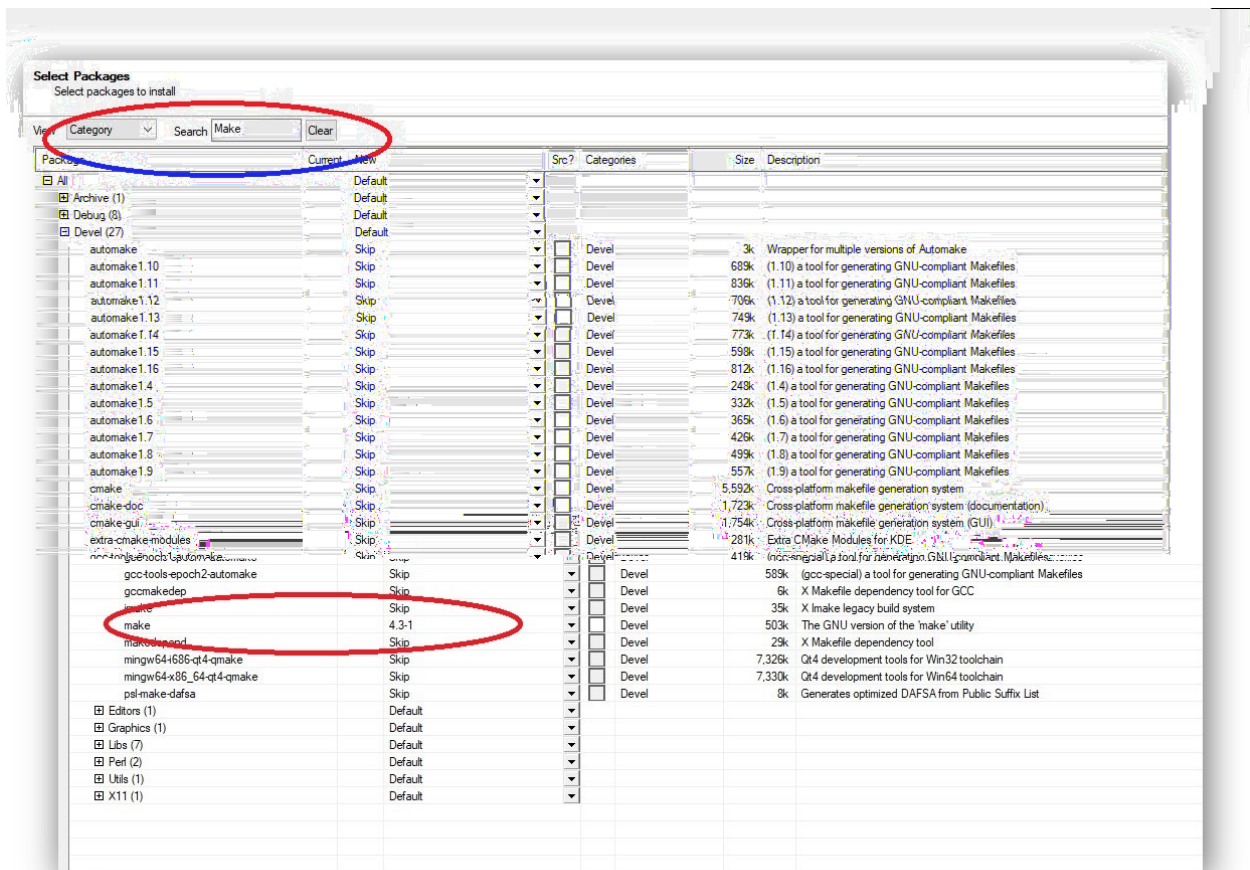 Select Packages
Select packages to install
View Category Search Make Clear
Package Current New Src? Categories Size Description
All Default
Archive (1) Default
Debug (8) Default
Devel (27) Default
automake Skip Devel 3k Wrapper for multiple versions of Automake
automake1.10 Skip Devel 689k (1.10) a tool for generating GNU-compliant Makefiles
automake1.11 Skip Devel 836k (1.11) a tool for generating GNU-compliant Makefiles
automake1.12 Skip Devel 706k (1.12) a tool for generating GNU-compliant Makefiles
automake1.13 Skip Devel 749k (1.13) a tool for generating GNU-compliant Makefiles
automake1.14 Skip Devel 773k (1.14) a tool for generating GNU-compliant Makefiles
automake1.15 Skip Devel 598k (1.15) a tool for generating GNU-compliant Makefiles
automake1.16 Skip Devel 812k (1.16) a tool for generating GNU-compliant Makefiles
automake1.4 Skip Devel 248k (1.4) a tool for generating GNU-compliant Makefiles
automake1.5 Skip Devel 332k (1.5) a tool for generating GNU-compliant Makefiles
automake1.6 Skip Devel 365k (1.6) a tool for generating GNU-compliant Makefiles
automake1.7 Skip Devel 426k (1.7) a tool for generating GNU-compliant Makefiles
automake1.8 Skip Devel 499k (1.8) a tool for generating GNU-compliant Makefiles
automake1.9 Skip Devel 557k (1.9) a tool for generating GNU-compliant Makefiles
cmake Skip Devel 5,592k Cross-platform makefile generation system
cmake-doc Skip Devel 1,723k Cross-platform makefile generation system (documentation)
cmake-gui Skip Devel 1,754k Cross-platform makefile generation system (GUI)
extra-cmake-modules Skip Devel 281k Extra CMake Modules for KDE
gcc-tools-epoch1-automake Skip Devel 419k (gcc-special) a tool for generating GNU-compliant Makefiles
gcc-tools-epoch2-automake Skip Devel 589k (gcc-special) a tool for generating GNU-compliant Makefiles
gccmakedep Skip Devel 6k X Makefile dependency tool for GCC
imake Skip Devel 35k X Imake legacy build system
make 4.3-1 Devel 503k The GNU version of the 'make' utility
makedepend Skip Devel 29k X Makefile dependency tool
mingw64-i686-qt4-qmake Skip Devel 7,326k Qt4 development tools for Win32 toolchain
mingw64-x86_64-qt4-qmake Skip Devel 7,330k Qt4 development tools for Win64 toolchain
psl-make-dafsa Skip Devel 8k Generates optimized DAFSA from Public Suffix List
Editors (1) Default
Graphics (1) Default
Libs (7) Default
Perl (2) Default
Utils (1) Default
X11 (1) Default